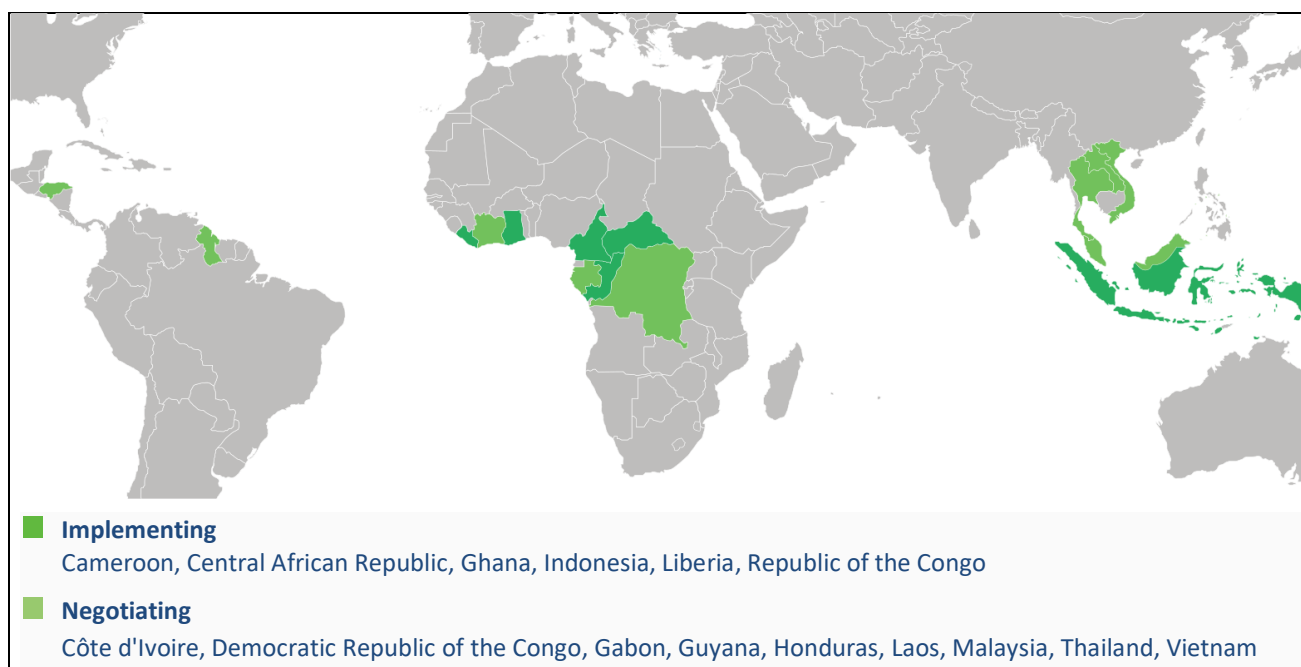 Implementing
Cameroon, Central African Republic, Ghana, Indonesia, Liberia, Republic of the Congo
Negotiating
Côte d'Ivoire, Democratic Republic of the Congo, Gabon, Guyana, Honduras, Laos, Malaysia, Thailand, Vietnam